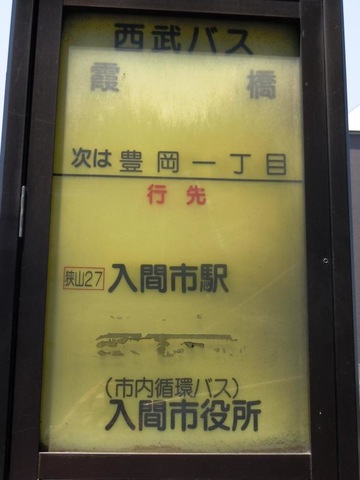 西武バス
霞橋
次は 豊岡一丁目
行先
狭山27 入間市駅
(市内循環バス)
入間市役所